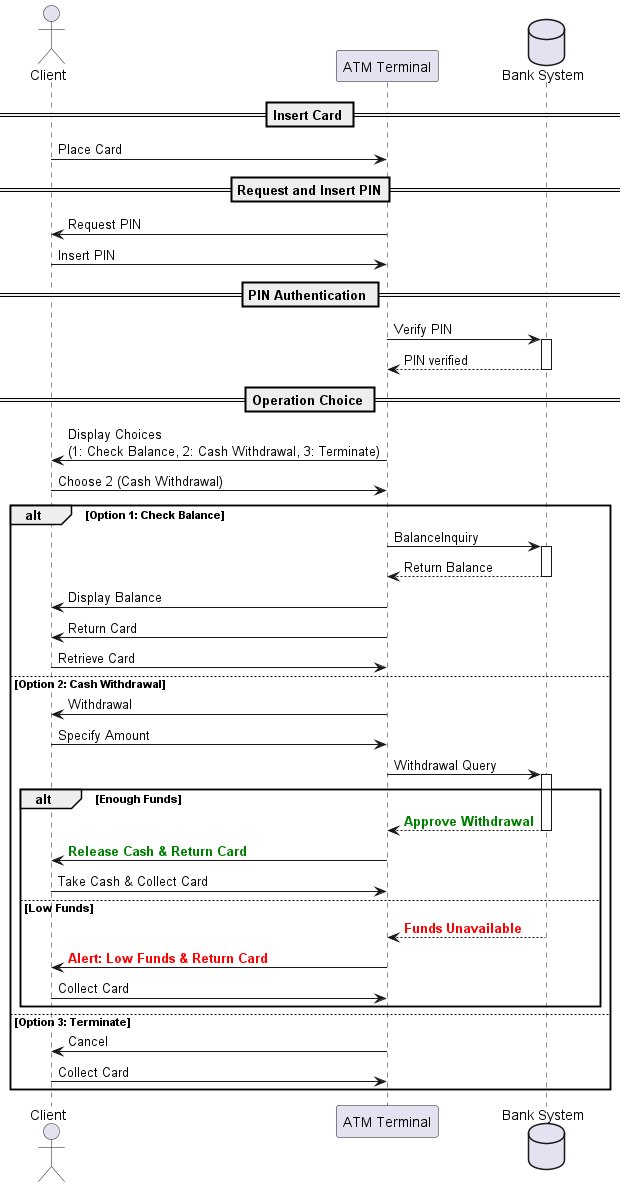 Client
ATM Terminal
Bank System
Insert Card
Place Card
Request and Insert PIN
Request PIN
Insert PIN
PIN Authentication
Verify PIN
PIN verified
Operation Choice
Display Choices
(1: Check Balance, 2: Cash Withdrawal, 3: Terminate)
Choose 2 (Cash Withdrawal)
alt [Option 1: Check Balance]
BalanceInquiry
Return Balance
Display Balance
Return Card
Retrieve Card
[Option 2: Cash Withdrawal]
Withdrawal
Specify Amount
Withdrawal Query
alt [Enough Funds]
Approve Withdrawal
Release Cash & Return Card
Take Cash & Collect Card
[Low Funds]
Funds Unavailable
Alert: Low Funds & Return Card
Collect Card
[Option 3: Terminate]
Cancel
Collect Card
Client
ATM Terminal
Bank System